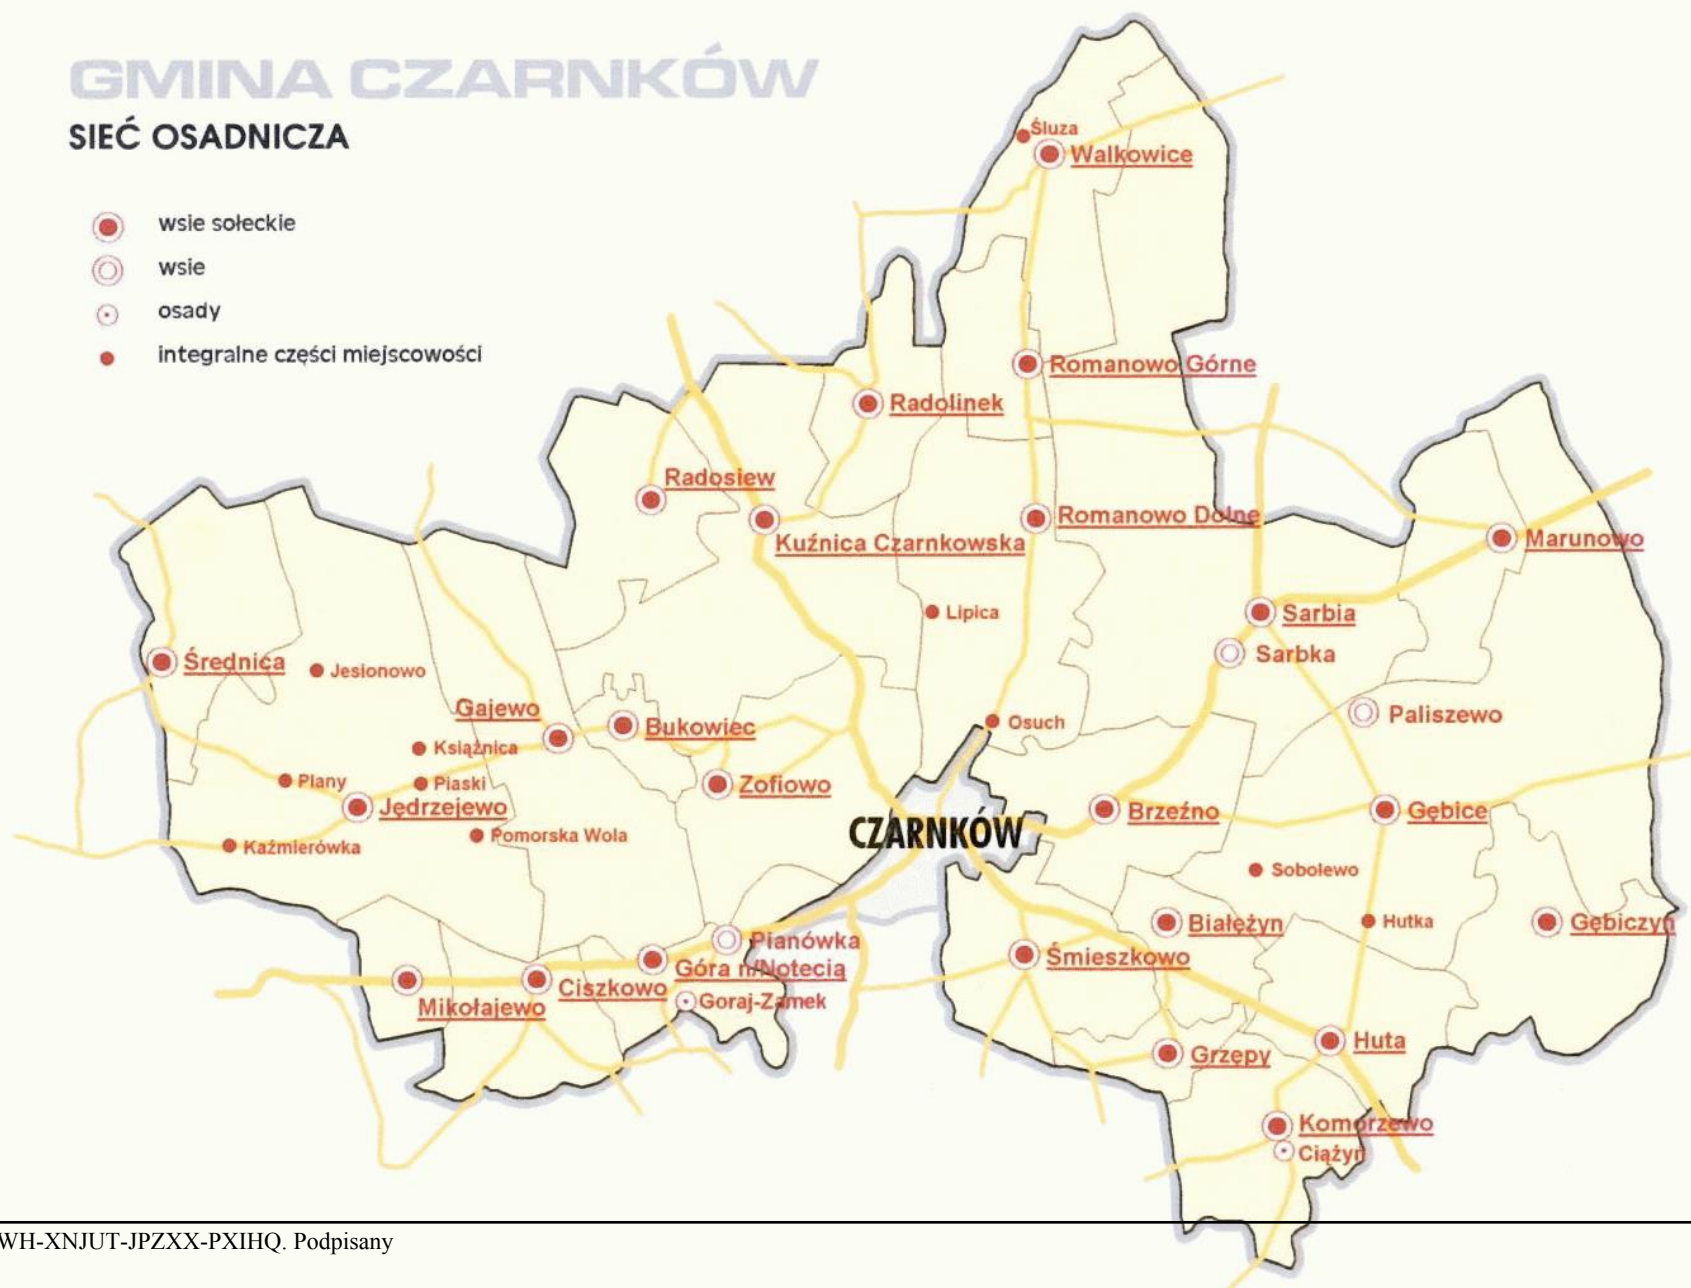 GMINA CZARNKÓW
SIEĆ OSADNICZA
wsie sołeckie
wsie
osady
integralne części miejscowości
Śluza
Walkowice
Romanowo Górne
Radolinek
Radosiew
Kuźnica Czarnkowska
Romanowo Dolne
Marunowo
Lipica
Sarbia
Sarbka
Średnica
Jesionowo
Gajewo
Bukowiec
Osuch
Paliszewo
Książnica
Plany
Piaski
Zofiowo
Jędrzejewo
Brzeźno
Gębice
CZARNKÓW
Pomorska Wola
Kaźmierówka
Sobolewo
Białężyn
Hutka
Gębiczyn
Pianówka
Śmieszkowo
Góra n/Notecią
Ciszkowo
Mikołajewo
Goraj-Zamek
Huta
Grzępy
Komorzewo
Ciążyn
WH-XNJUT-JPZXX-PXIHQ. Podpisany